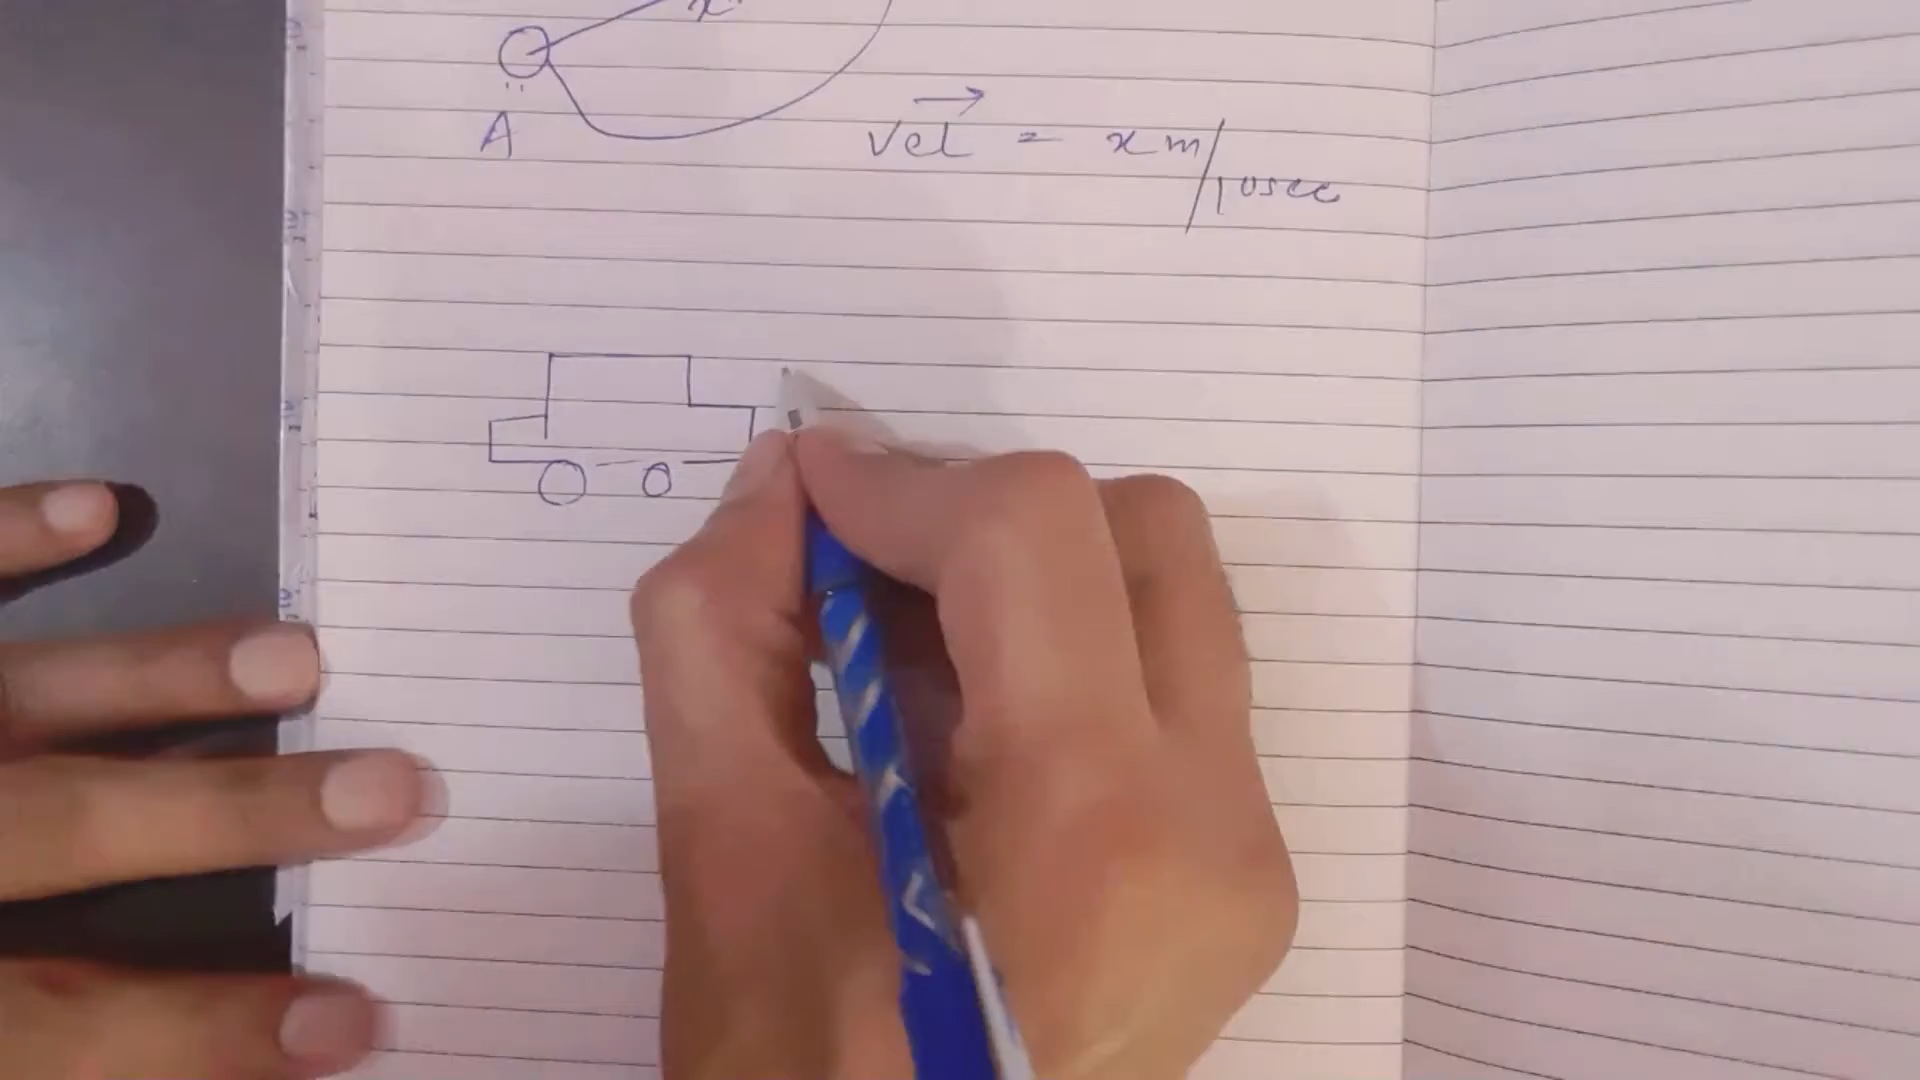 x
A
Vel = x m/
10sec